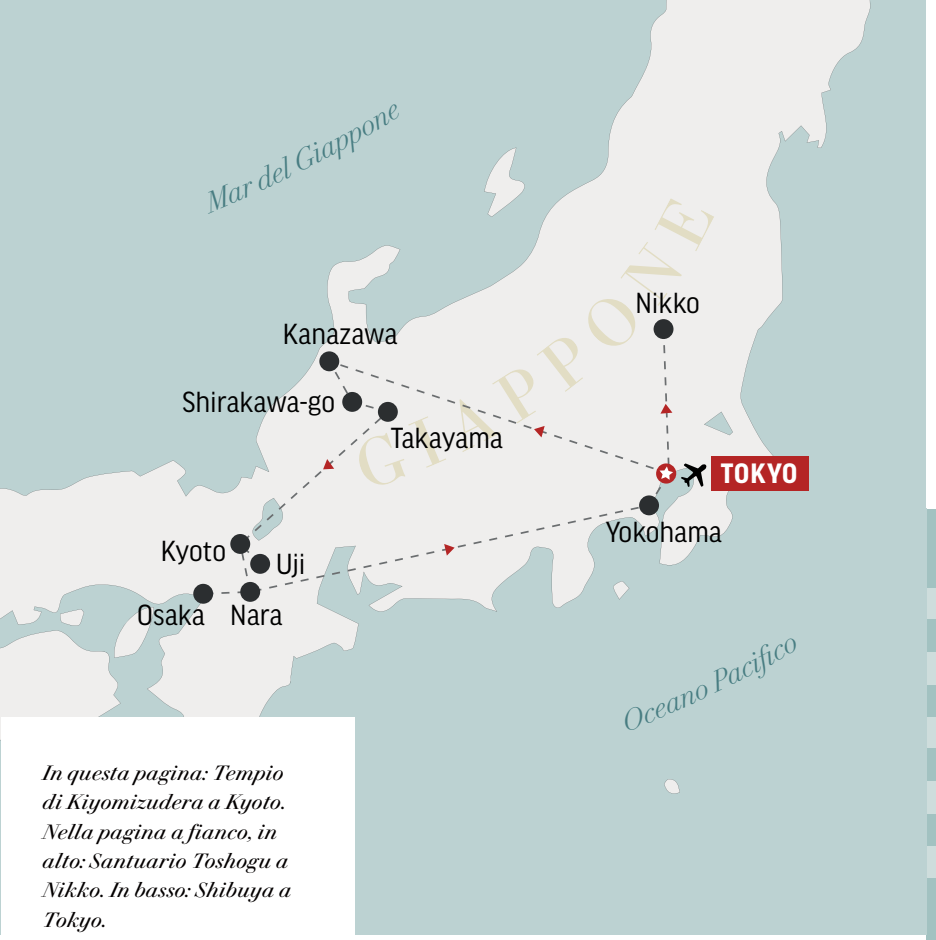 Mar del Giappone
GIAPPONE
Nikko
Kanazawa
Shirakawa-go
Takayama
TOKYO
Yokohama
Kyoto
Uji
Osaka
Nara
Oceano Pacifico
In questa pagina: Tempio
di Kiyomizudera a Kyoto.
Nella pagina a fianco, in
alto: Santuario Toshogu a
Nikko. In basso: Shibuya a
Tokyo.